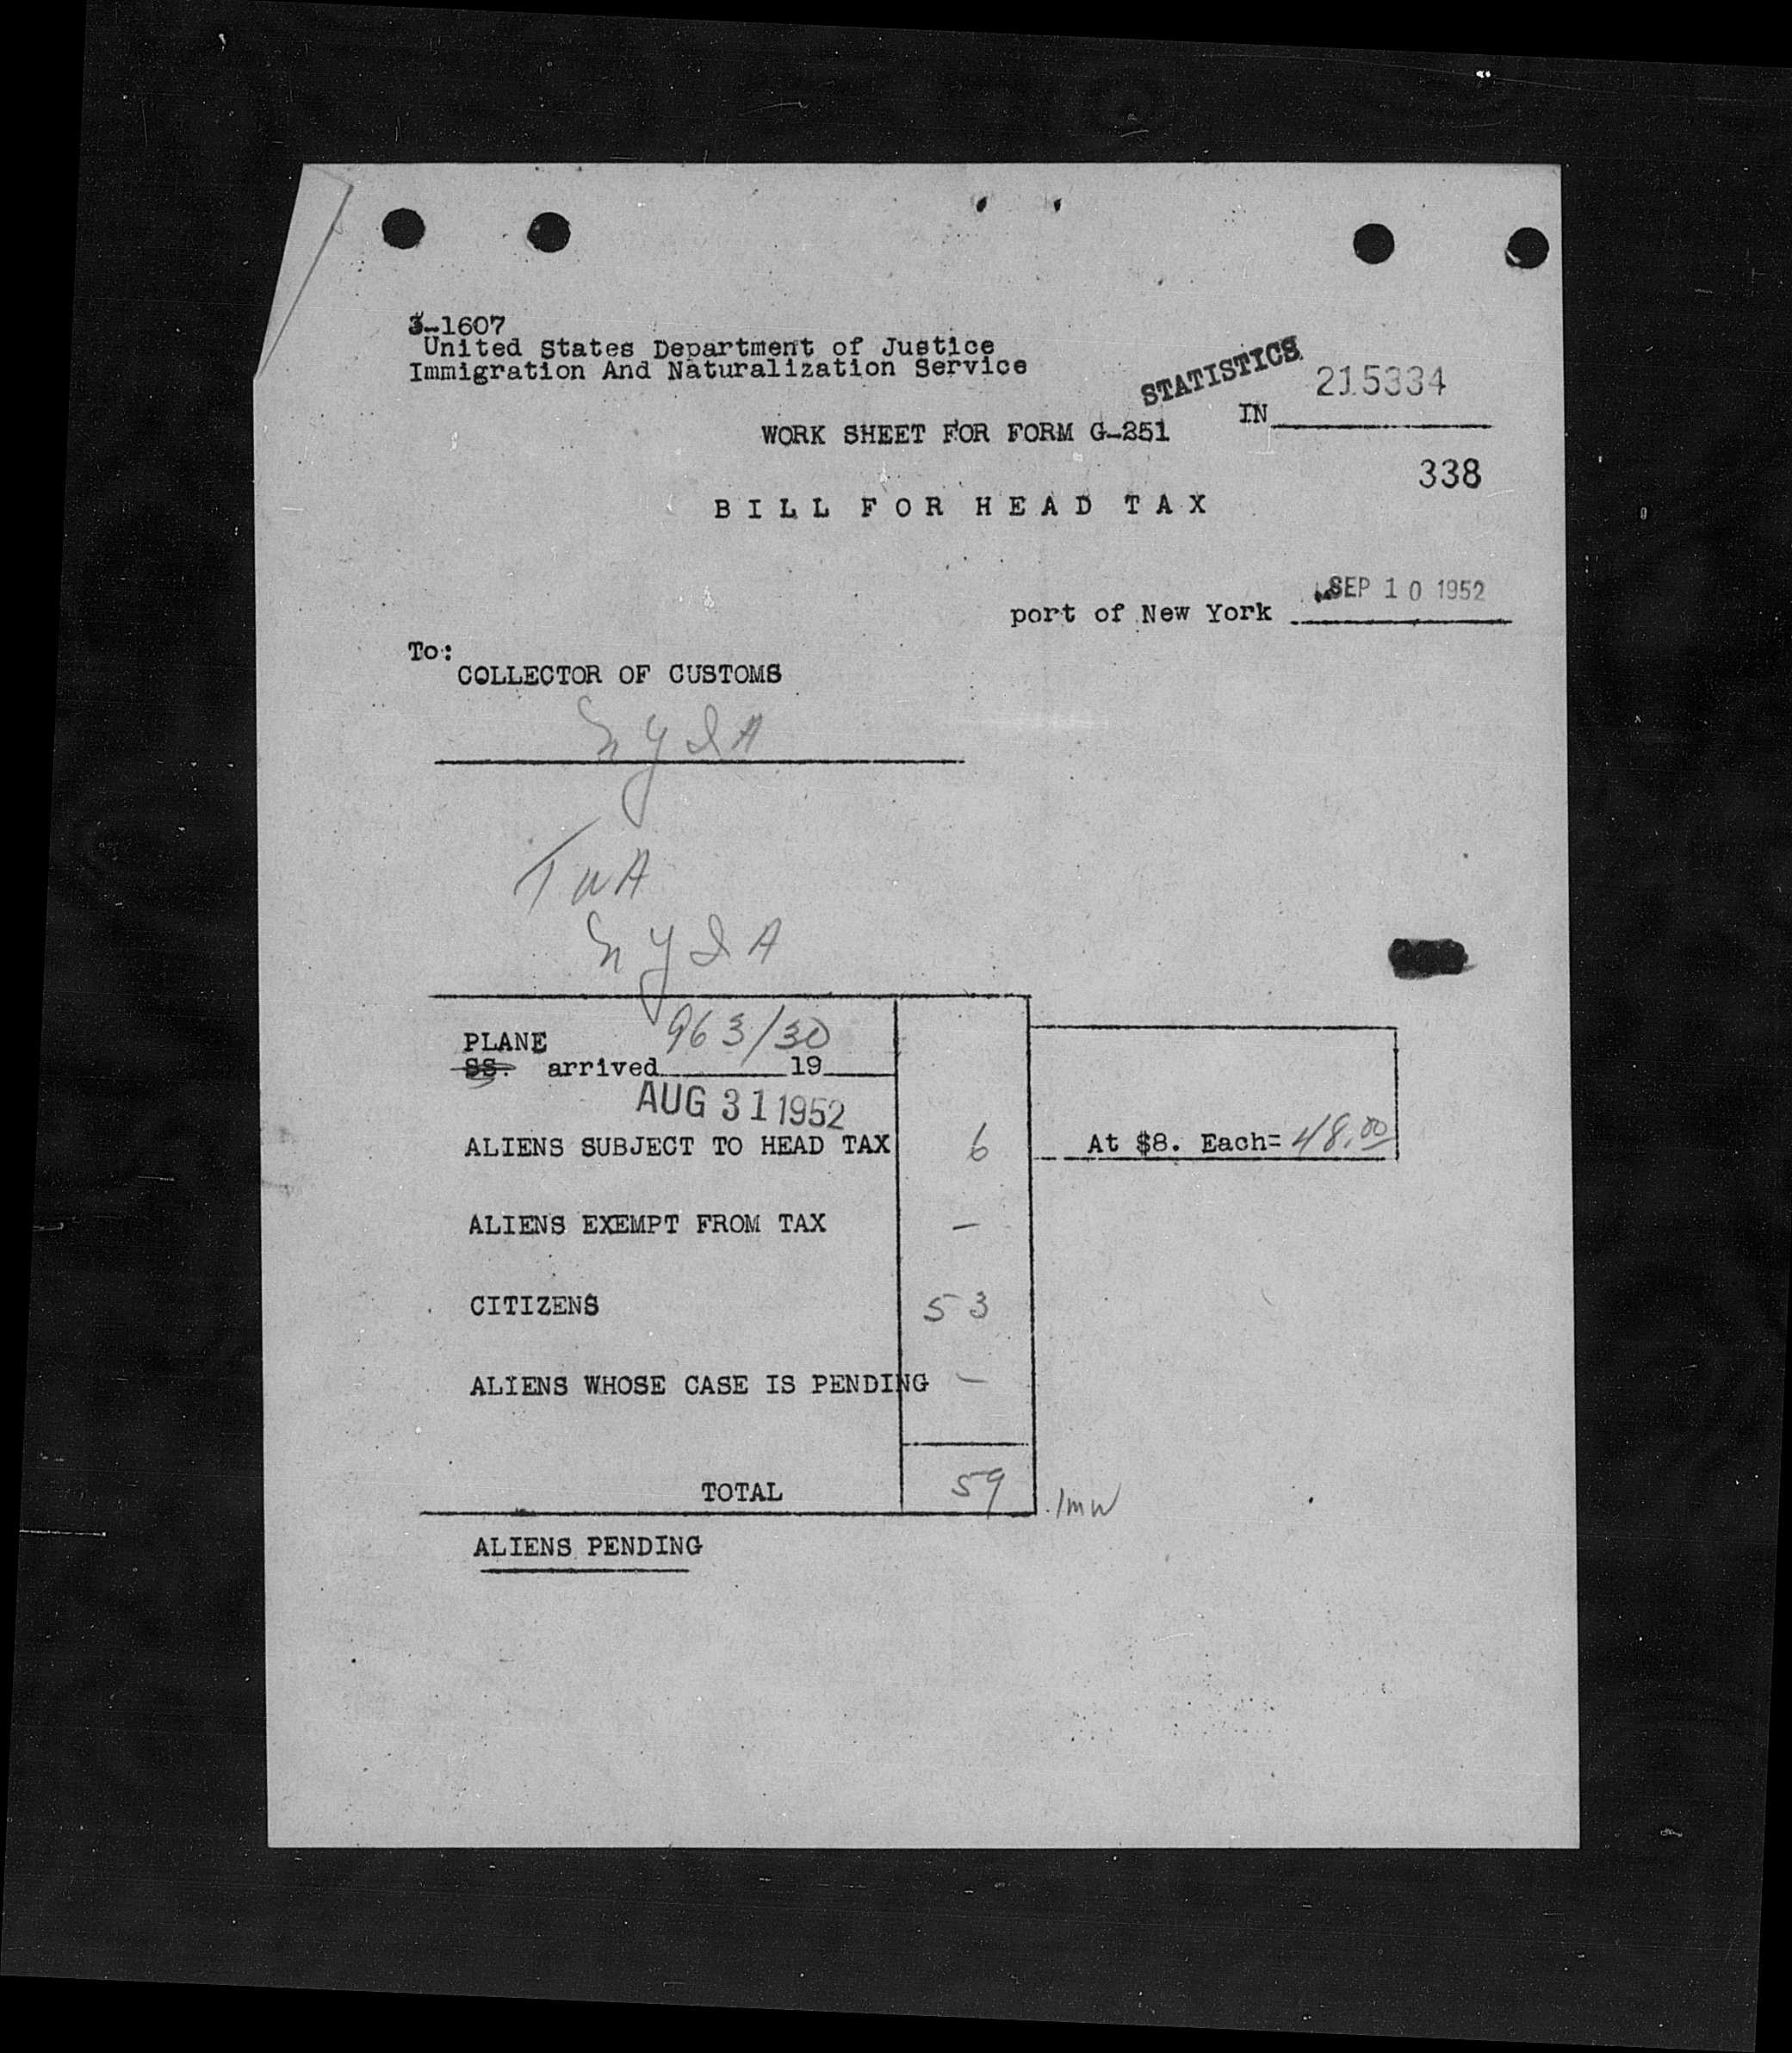 3-1607
United States Department of Justice
Immigration And Naturalization Service
STATISTICS
215334
IN
WORK SHEET FOR FORM G-251
338
BILL FOR HEAD TAX
SEP 10 1952
port of New York
To:
COLLECTOR OF CUSTOMS
NYIA
TWA
NYIA
PLANE 963/30
SS. arrived 19
AUG 31 1952
ALIENS SUBJECT TO HEAD TAX 6 At $8. Each= 48.00
ALIENS EXEMPT FROM TAX –
CITIZENS 53
ALIENS WHOSE CASE IS PENDING –
TOTAL 59
ALIENS PENDING